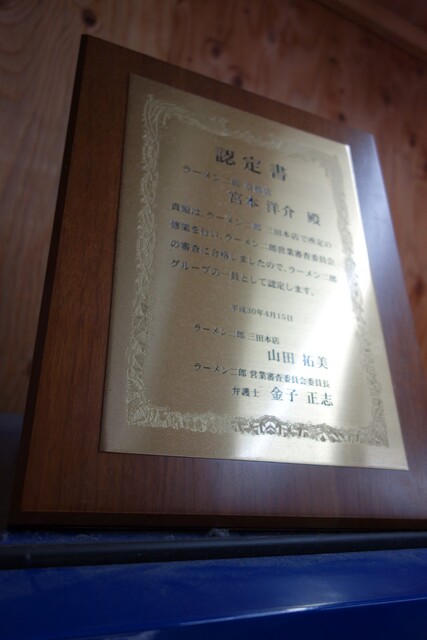 認定書
ラーメン二郎
宮本 洋介 殿
貴殿は、ラーメン二郎 三田本店で所定の
修業を行い、ラーメン二郎営業審査委員会
の審査に合格しましたので、ラーメン二郎
グループの一員として認定します。
平成30年4月15日
ラーメン二郎 三田本店
山田 拓美
ラーメン二郎 営業審査委員会委員長
弁護士 金子 正志